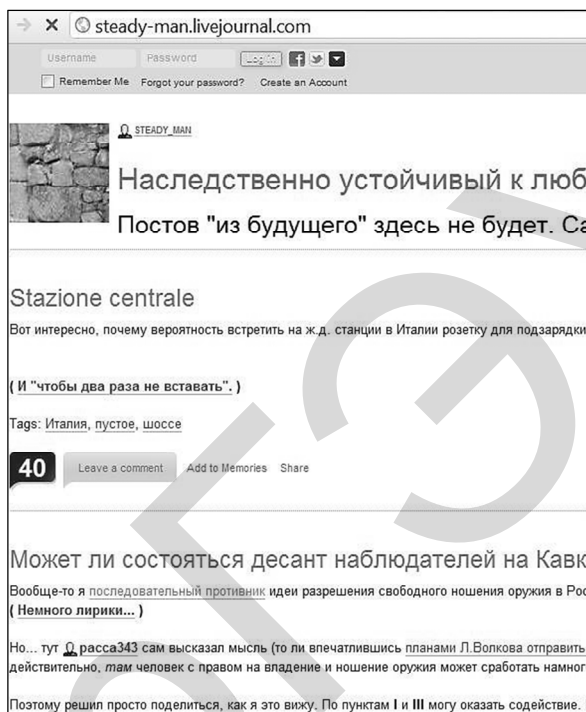 steady-man.livejournal.com
Username Password Log In
Remember Me Forgot your password? Create an Account
STEADY_MAN
Наследственно устойчивый к люб
Постов "из будущего" здесь не будет. Са
Stazione centrale
Вот интересно, почему вероятность встретить на ж.д. станции в Италии розетку для подзарядки
( И "чтобы два раза не вставать". )
Tags: Италия, пустое, шоссе
40 Leave a comment Add to Memories Share
Может ли состояться десант наблюдателей на Кавк
Вообще-то я последовательный противник идеи разрешения свободного ношения оружия в Рос
( Немного лирики... )
Но... тут pacca343 сам высказал мысль (то ли впечатлившись планами Л.Волкова отправить
действительно, там человек с правом на владение и ношение оружия может сработать намног
Поэтому решил просто поделиться, как я это вижу. По пунктам I и III могу оказать содействие.